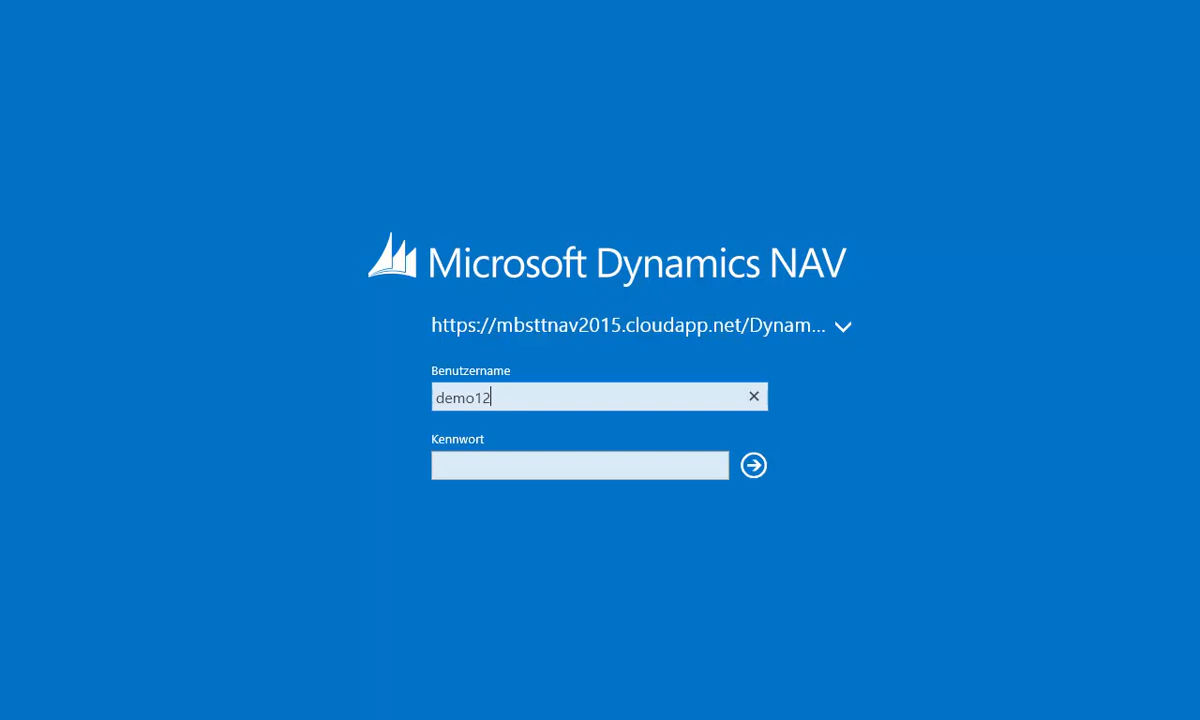 Microsoft Dynamics NAV
https://mbsttnav2015.cloudapp.net/Dynam...
Benutzername
demo12
Kennwort